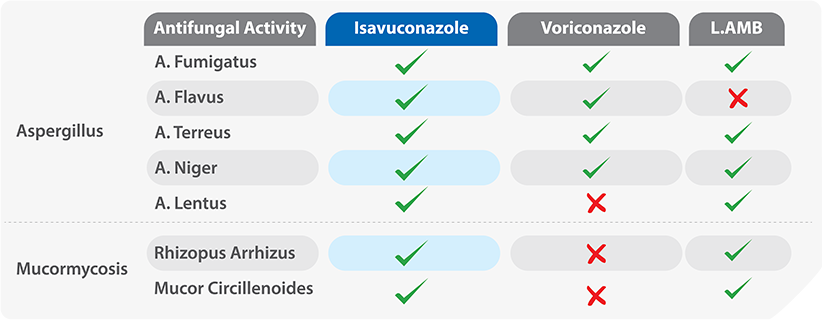 Antifungal Activity Isavuconazole Voriconazole L.AMB
A. Fumigatus
A. Flavus
Aspergillus A. Terreus
A. Niger
A. Lentus
Rhizopus Arrhizus
Mucormycosis
Mucor Circillenoides